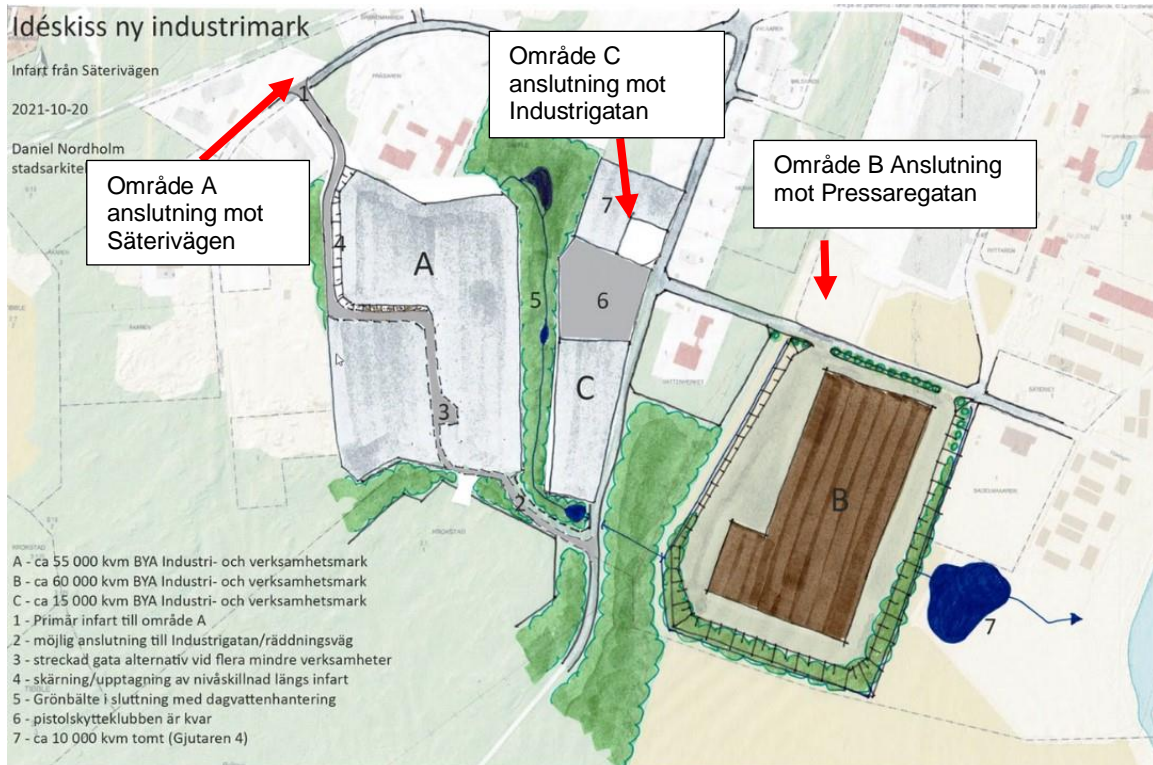 Idéskiss ny industrimark
Infart från Säterivägen
2021-10-20
Daniel Nordholm
Område A
anslutning mot
Säterivägen
Område C
anslutning mot
Industrigatan
Område B Anslutning
mot Pressaregatan
1
4
A
3
2
5
7
6
C
B
7
VATTENVERKET
KROKSTAD
KROKSTAD
A - ca 55 000 kvm BYA Industri- och verksamhetsmark
B - ca 60 000 kvm BYA Industri- och verksamhetsmark
C - ca 15 000 kvm BYA Industri- och verksamhetsmark
1 - Primär infart till område A
2 - möjlig anslutning till Industrigatan/räddningsväg
3 - streckad gata alternativ vid flera mindre verksamheter
4 - skärning/upptagning av nivåskillnad längs infart
5 - Grönbälte i sluttning med dagvattenhantering
6 - pistolskytteklubben är kvar
7 - ca 10 000 kvm tomt (Gjutaren 4)